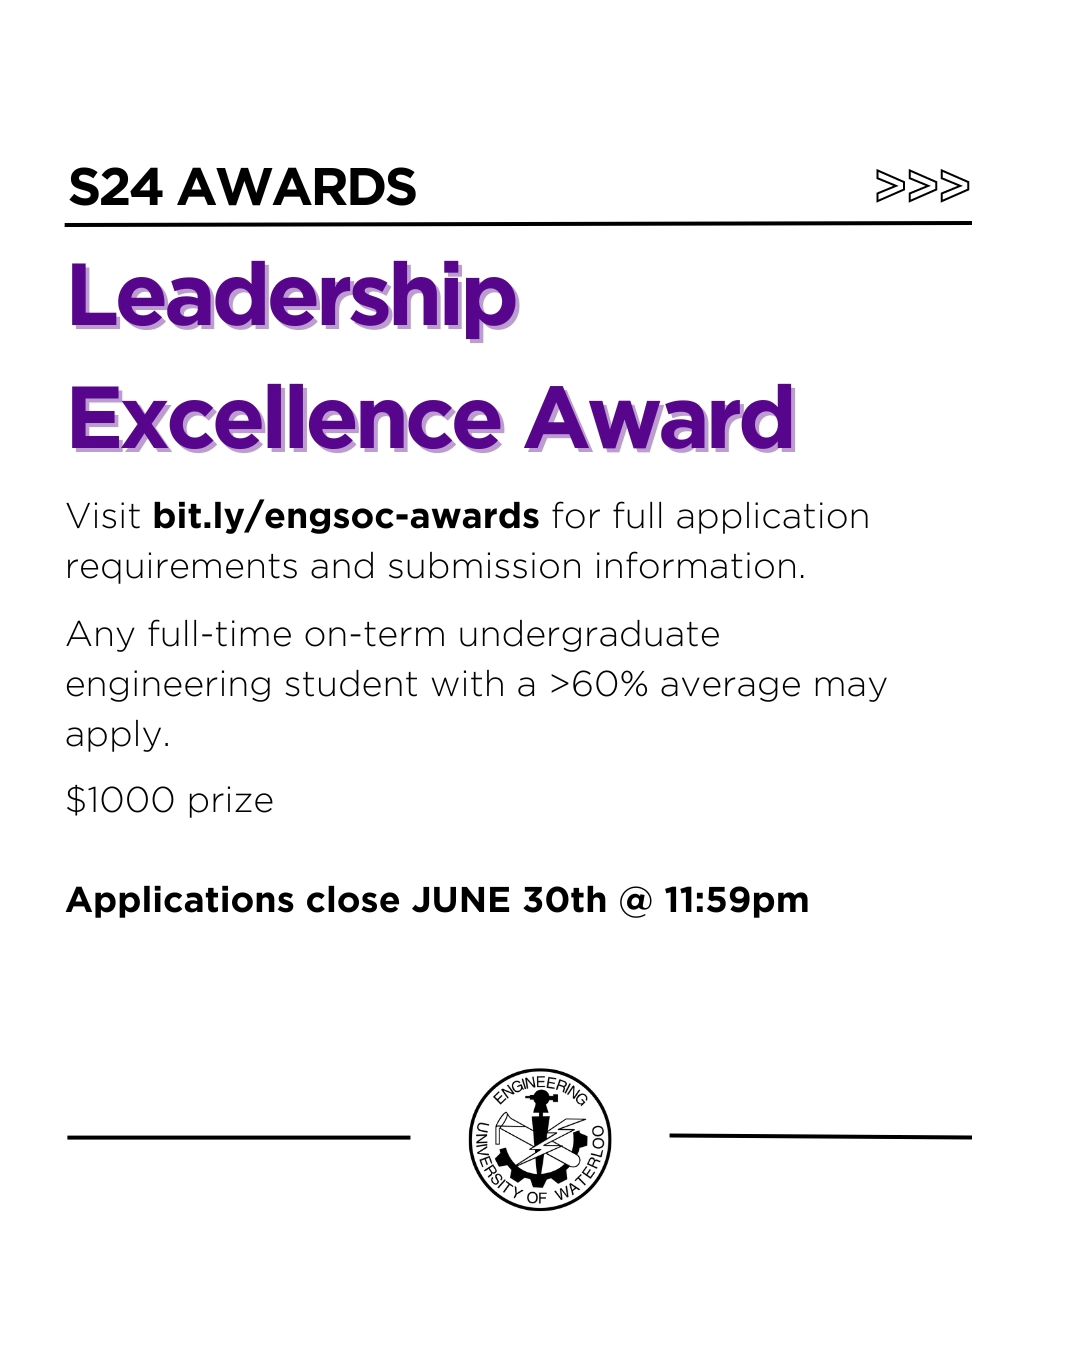 S24 AWARDS >>>
Leadership
Excellence Award
Visit bit.ly/engsoc-awards for full application
requirements and submission information.
Any full-time on-term undergraduate
engineering student with a >60% average may
apply.
$1000 prize
Applications close JUNE 30th @ 11:59pm
ENGINEERING
UNIVERSITY OF WATERLOO